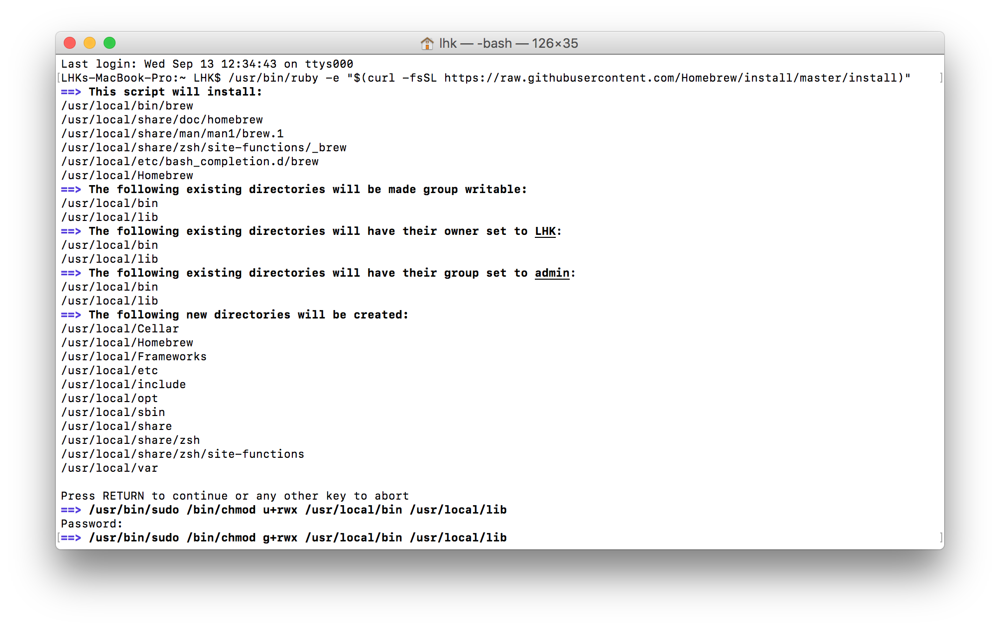 lhk — -bash — 126×35
Last login: Wed Sep 13 12:34:43 on ttys000
[LHKs-MacBook-Pro:~ LHK$ /usr/bin/ruby -e "$(curl -fsSL https://raw.githubusercontent.com/Homebrew/install/master/install)" ]
==> This script will install:
/usr/local/bin/brew
/usr/local/share/doc/homebrew
/usr/local/share/man/man1/brew.1
/usr/local/share/zsh/site-functions/_brew
/usr/local/etc/bash_completion.d/brew
/usr/local/Homebrew
==> The following existing directories will be made group writable:
/usr/local/bin
/usr/local/lib
==> The following existing directories will have their owner set to LHK:
/usr/local/bin
/usr/local/lib
==> The following existing directories will have their group set to admin:
/usr/local/bin
/usr/local/lib
==> The following new directories will be created:
/usr/local/Cellar
/usr/local/Homebrew
/usr/local/Frameworks
/usr/local/etc
/usr/local/include
/usr/local/opt
/usr/local/sbin
/usr/local/share
/usr/local/share/zsh
/usr/local/share/zsh/site-functions
/usr/local/var
Press RETURN to continue or any other key to abort
==> /usr/bin/sudo /bin/chmod u+rwx /usr/local/bin /usr/local/lib
Password:
[==> /usr/bin/sudo /bin/chmod g+rwx /usr/local/bin /usr/local/lib ]